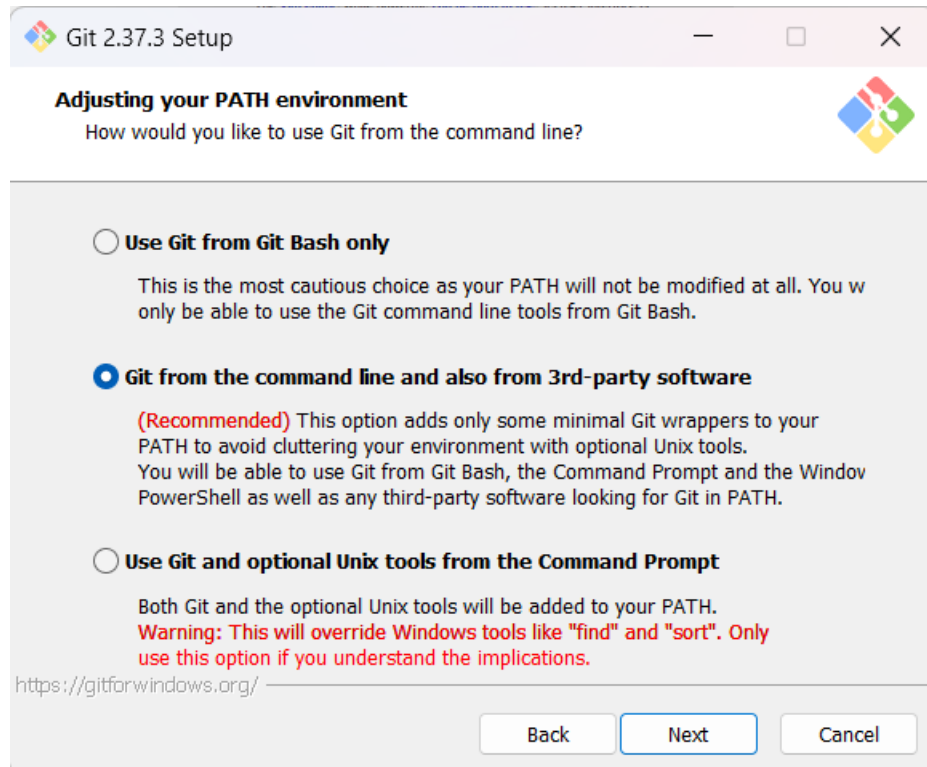 Git 2.37.3 Setup
Adjusting your PATH environment
How would you like to use Git from the command line?
Use Git from Git Bash only
This is the most cautious choice as your PATH will not be modified at all. You w
only be able to use the Git command line tools from Git Bash.
Git from the command line and also from 3rd-party software
(Recommended) This option adds only some minimal Git wrappers to your
PATH to avoid cluttering your environment with optional Unix tools.
You will be able to use Git from Git Bash, the Command Prompt and the Window
PowerShell as well as any third-party software looking for Git in PATH.
Use Git and optional Unix tools from the Command Prompt
Both Git and the optional Unix tools will be added to your PATH.
Warning: This will override Windows tools like "find" and "sort". Only
use this option if you understand the implications.
https://gitforwindows.org/
Back Next Cancel